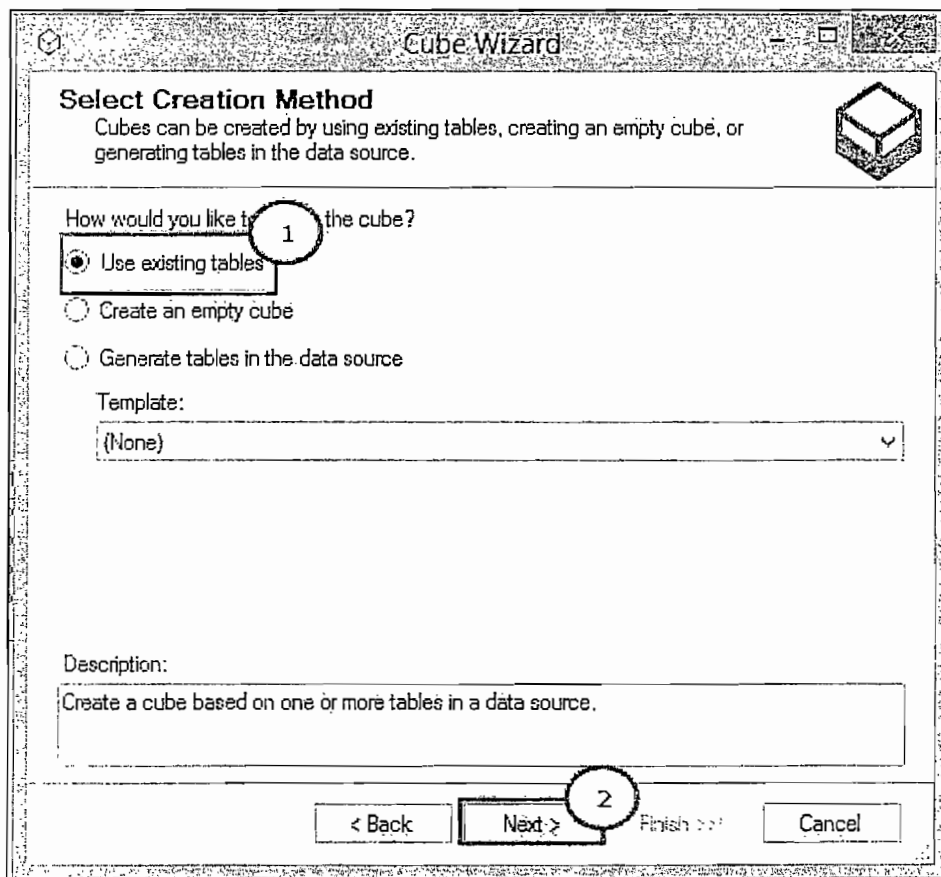 Cube Wizard
Select Creation Method
Cubes can be created by using existing tables, creating an empty cube, or
generating tables in the data source.
How would you like t the cube?
1
Use existing tables
Create an empty cube
Generate tables in the data source
Template:
(None)
Description:
Create a cube based on one or more tables in a data source.
2
< Back
Next >
Finish >>|
Cancel